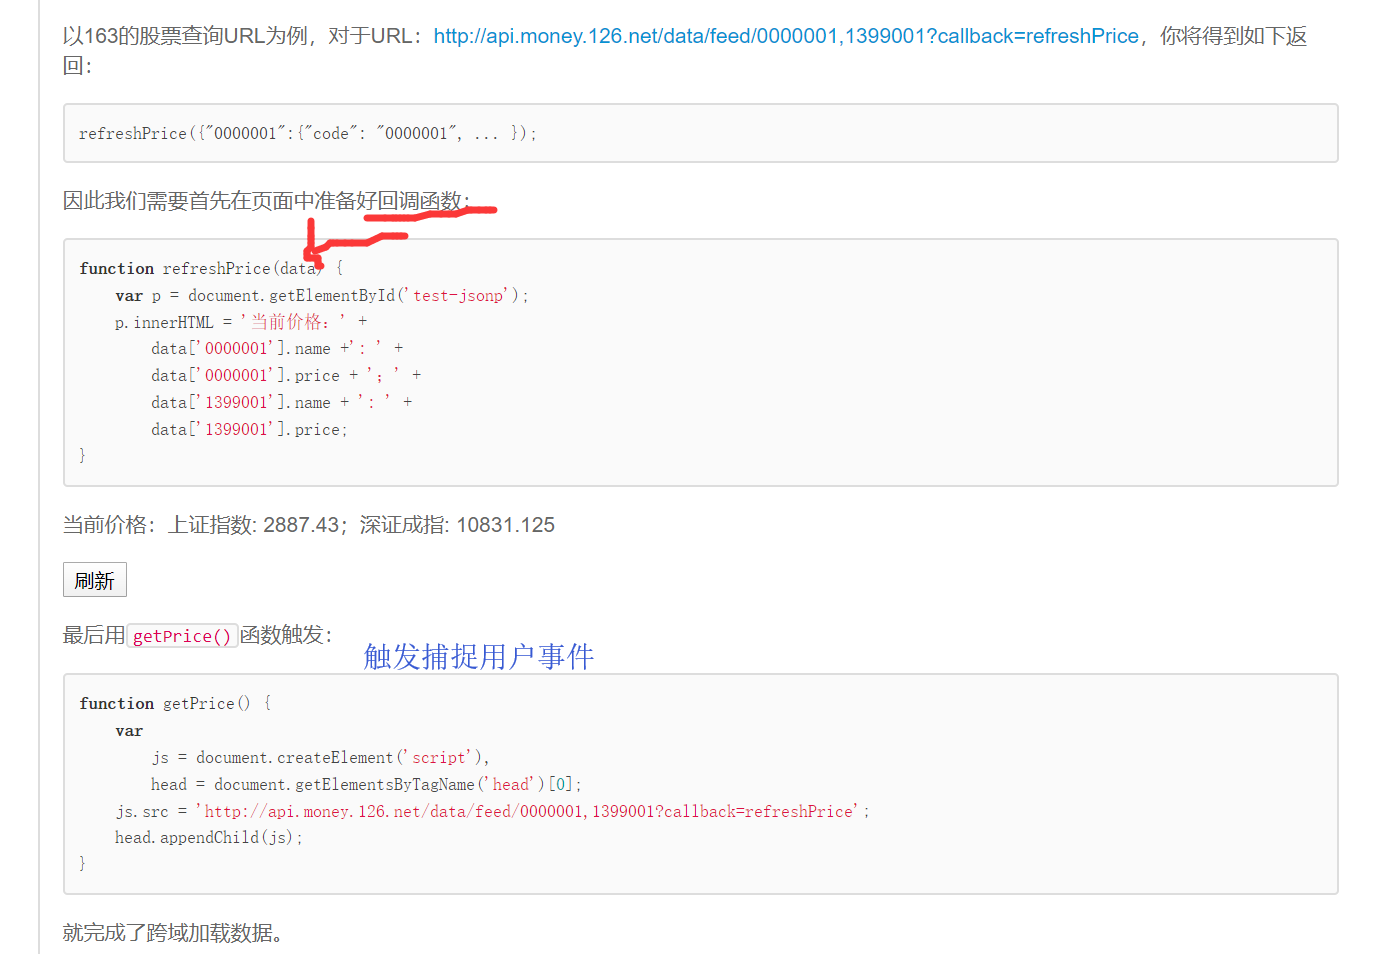 以163的股票查询URL为例，对于URL：http://api.money.126.net/data/feed/0000001,1399001?callback=refreshPrice，你将得到如下返
回：
refreshPrice({"0000001":{"code": "0000001", ... });
因此我们需要首先在页面中准备好回调函数：
function refreshPrice(data) {
    var p = document.getElementById('test-jsonp');
    p.innerHTML = '当前价格：' +
        data['0000001'].name +': ' +
        data['0000001'].price + '；' +
        data['1399001'].name + ': ' +
        data['1399001'].price;
}
当前价格：上证指数: 2887.43；深证成指: 10831.125
刷新
最后用getPrice()函数触发：
触发捕捉用户事件
function getPrice() {
    var
        js = document.createElement('script'),
        head = document.getElementsByTagName('head')[0];
    js.src = 'http://api.money.126.net/data/feed/0000001,1399001?callback=refreshPrice';
    head.appendChild(js);
}
就完成了跨域加载数据。